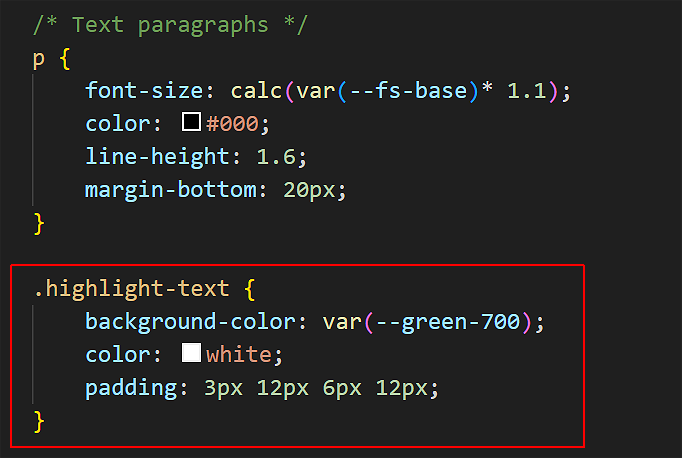 /* Text paragraphs */
p {
    font-size: calc(var(--fs-base)* 1.1);
    color: #000;
    line-height: 1.6;
    margin-bottom: 20px;
}
.highlight-text {
    background-color: var(--green-700);
    color: white;
    padding: 3px 12px 6px 12px;
}